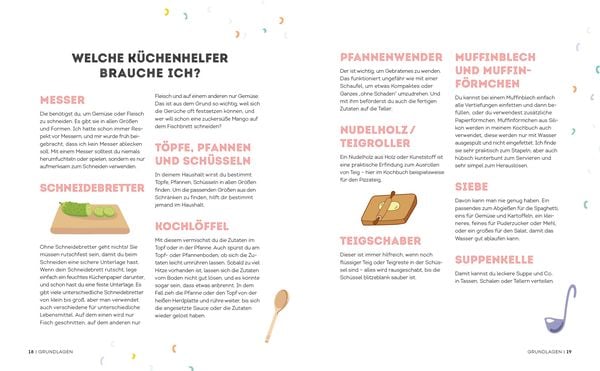 WELCHE KÜCHENHELFER
BRAUCHE ICH?
MESSER
Die benötigst du, um Gemüse oder Fleisch
zu schneiden. Es gibt sie in allen Größen
und Formen. Ich hatte schon immer Res-
pekt vor Messern, und mir wurde früh bei-
gebracht, dass ich kein Messer ablecken
soll. Mit einem Messer solltest du niemals
herumfuchteln oder spielen, sondern es nur
aufmerksam zum Schneiden verwenden.
SCHNEIDEBRETTER
Ohne Schneidebretter geht nichts! Sie
müssen rutschfest sein, damit du beim
Schneiden eine sichere Unterlage hast.
Wenn dein Schneidebrett rutscht, lege
einfach ein feuchtes Küchenpapier darunter,
und schon hast du eine feste Unterlage. Es
gibt viele unterschiedliche Schneidebretter
von klein bis groß, aber man verwendet
auch verschiedene für unterschiedliche
Lebensmittel. Auf dem einen wird nur
Fisch geschnitten, auf dem anderen nur
Fleisch und auf einem anderen nur Gemüse.
Das ist aus dem Grund so wichtig, weil sich
die Gerüche oft festsetzen können. Und
wer will schon eine zuckersüße Mango auf
dem Fischbrett schneiden?
TÖPFE, PFANNEN
UND SCHÜSSELN
In deinem Haushalt wirst du bestimmt
Töpfe, Pfannen, Schüsseln in allen Größen
finden. Um die passenden Größen aus den
Schränken zu finden, hilft dir bestimmt
jemand im Haushalt.
KOCHLÖFFEL
Mit diesem vermischst du die Zutaten im
Topf oder in der Pfanne. Auch spürst du am
Topf- oder Pfannenboden, ob sich die Zu-
taten leicht umrühren lassen. Sobald zu viel
Hitze vorhanden ist, lassen sich die Zutaten
vom Boden nicht gut lösen, und es könnte
sogar sein, dass etwas anbrennt. In dem
Fall zieh die Pfanne oder den Topf von der
heißen Herdplatte und rühre weiter, bis sich
die angesetzte Sauce oder die Zutaten
wieder gelöst haben.
18 | GRUNDLAGEN
PFANNENWENDER
Der ist wichtig, um Gebratenes zu wenden.
Das funktioniert ungefähr wie mit einer
Schaufel, um etwas Kompaktes oder
Ganzes „ohne Schaden“ umzudrehen. Und
mit ihm beförderst du auch die fertigen
Zutaten auf die Teller.
NUDELHOLZ/
TEIGROLLER
Ein Nudelholz aus Holz oder Kunststoff ist
eine praktische Erfindung zum Ausrollen
von Teig – hier im Kochbuch beispielsweise
für den Pizzateig.
TEIGSCHABER
Dieser ist immer hilfreich, wenn noch
flüssiger Teig oder Teigreste in der Schüs-
sel sind – alles wird rausgeschabt, bis die
Schüssel blitzeblank sauber ist.
MUFFINBLECH
UND MUFFIN-
FÖRMCHEN
Du kannst bei einem Muffinblech einfach
alle Vertiefungen einfetten und dann be-
füllen, oder du verwendest zusätzliche
Papierförmchen. Muffinförmchen aus Sili-
kon werden in meinem Kochbuch auch
verwendet, diese werden nur mit Wasser
ausgespült und nicht eingefettet. Ich finde
sie sehr praktisch zum Stapeln, aber auch
hübsch kunterbunt zum Servieren und
sehr simpel zum Herauslösen.
SIEBE
Davon kann man nie genug haben. Ein
passendes zum Abgießen für die Spaghetti,
eins für Gemüse und Kartoffeln, ein klei-
neres, feines für Puderzucker oder Mehl,
oder ein großes für den Salat, damit das
Wasser gut ablaufen kann.
SUPPENKELLE
Damit kannst du leckere Suppe und Co.
in Tassen, Schalen oder Tellern verteilen.
GRUNDLAGEN | 19